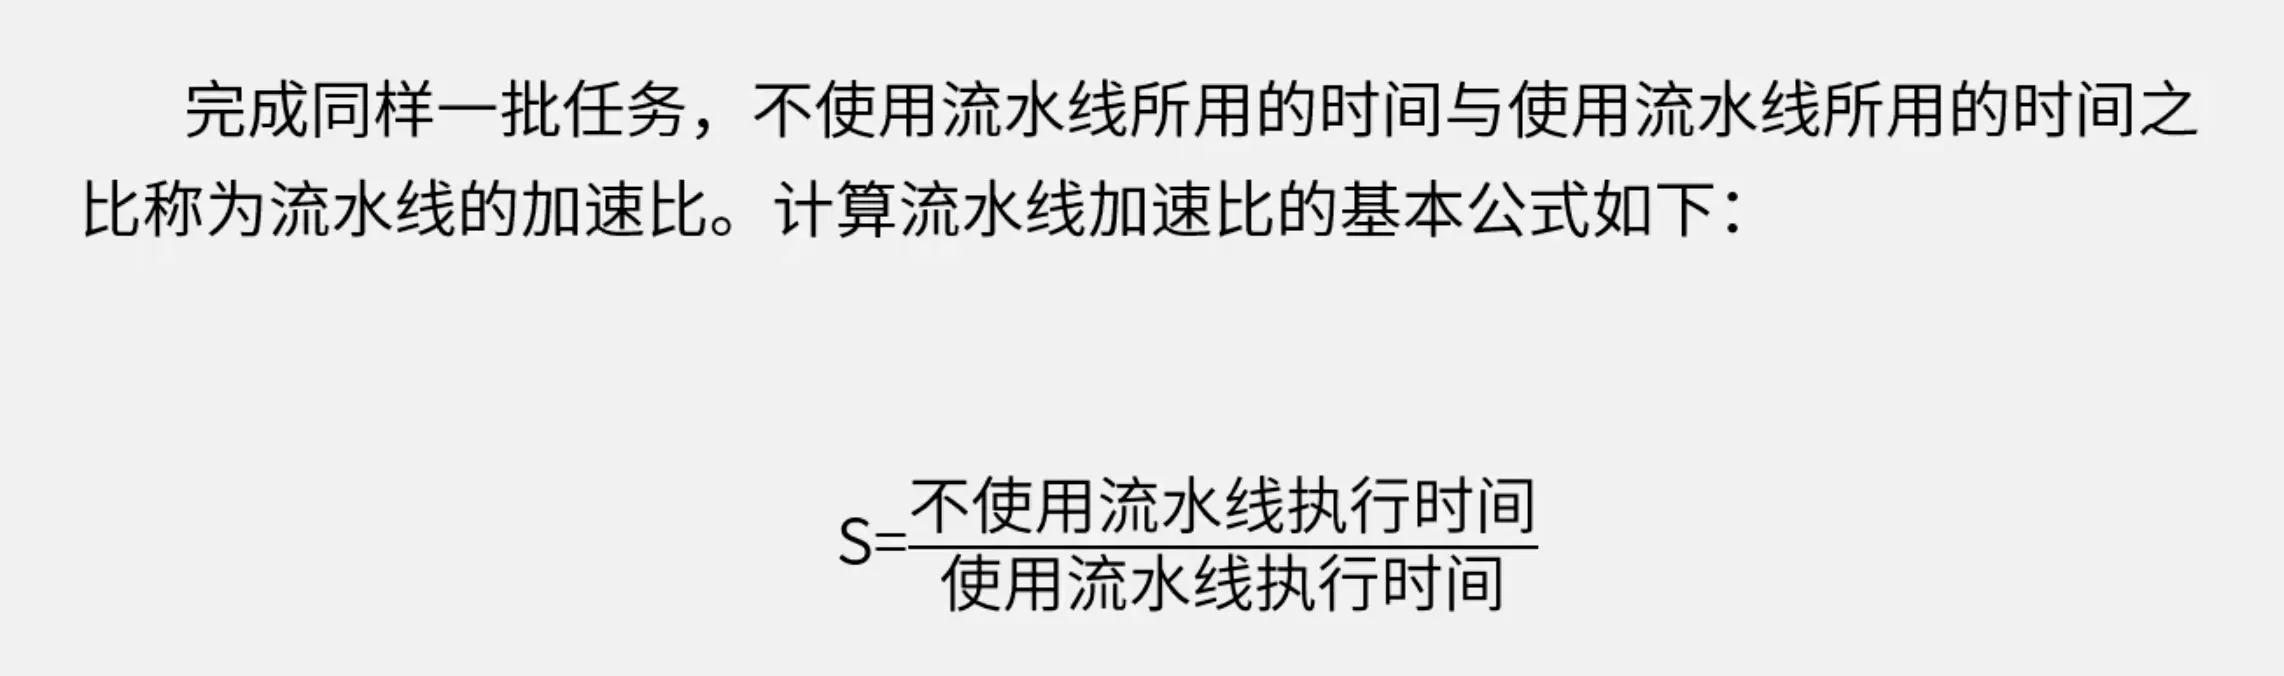 完成同样一批任务，不使用流水线所用的时间与使用流水线所用的时间之
比称为流水线的加速比。计算流水线加速比的基本公式如下：
S=不使用流水线执行时间
使用流水线执行时间